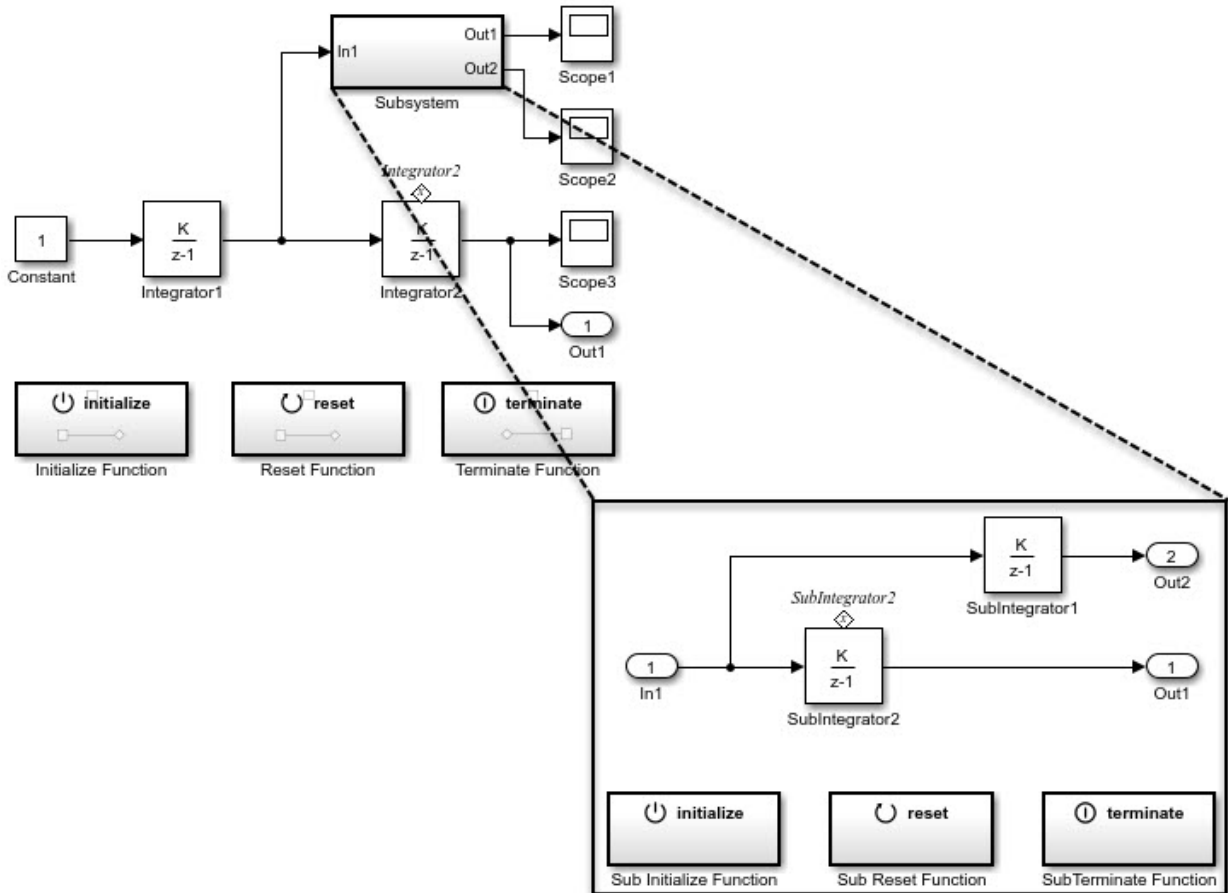 In1
Out1
Out2
Subsystem
Scope1
Scope2
Integrator2
x
1
Constant
K
z-1
Integrator1
K
z-1
Integrator2
Scope3
1
Out1
initialize
Initialize Function
reset
Reset Function
terminate
Terminate Function
K
z-1
SubIntegrator1
2
Out2
SubIntegrator2
x
1
In1
K
z-1
SubIntegrator2
1
Out1
initialize
Sub Initialize Function
reset
Sub Reset Function
terminate
SubTerminate Function